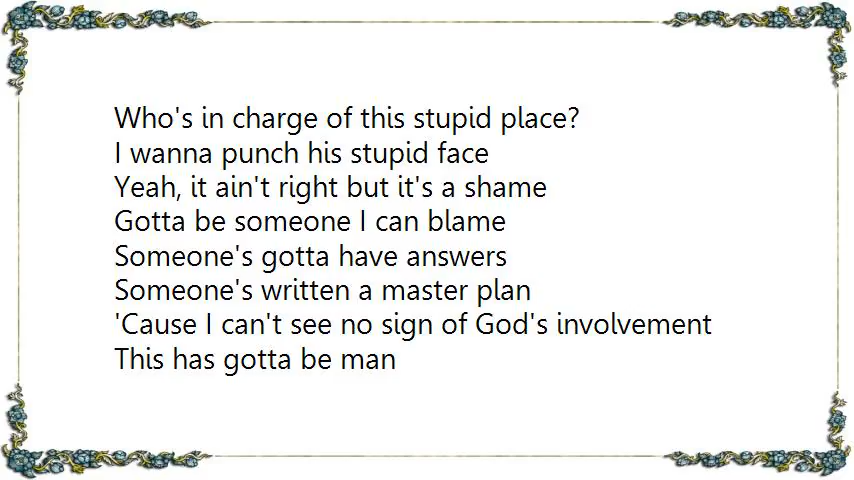 Who's in charge of this stupid place?
I wanna punch his stupid face
Yeah, it ain't right but it's a shame
Gotta be someone I can blame
Someone's gotta have answers
Someone's written a master plan
'Cause I can't see no sign of God's involvement
This has gotta be man